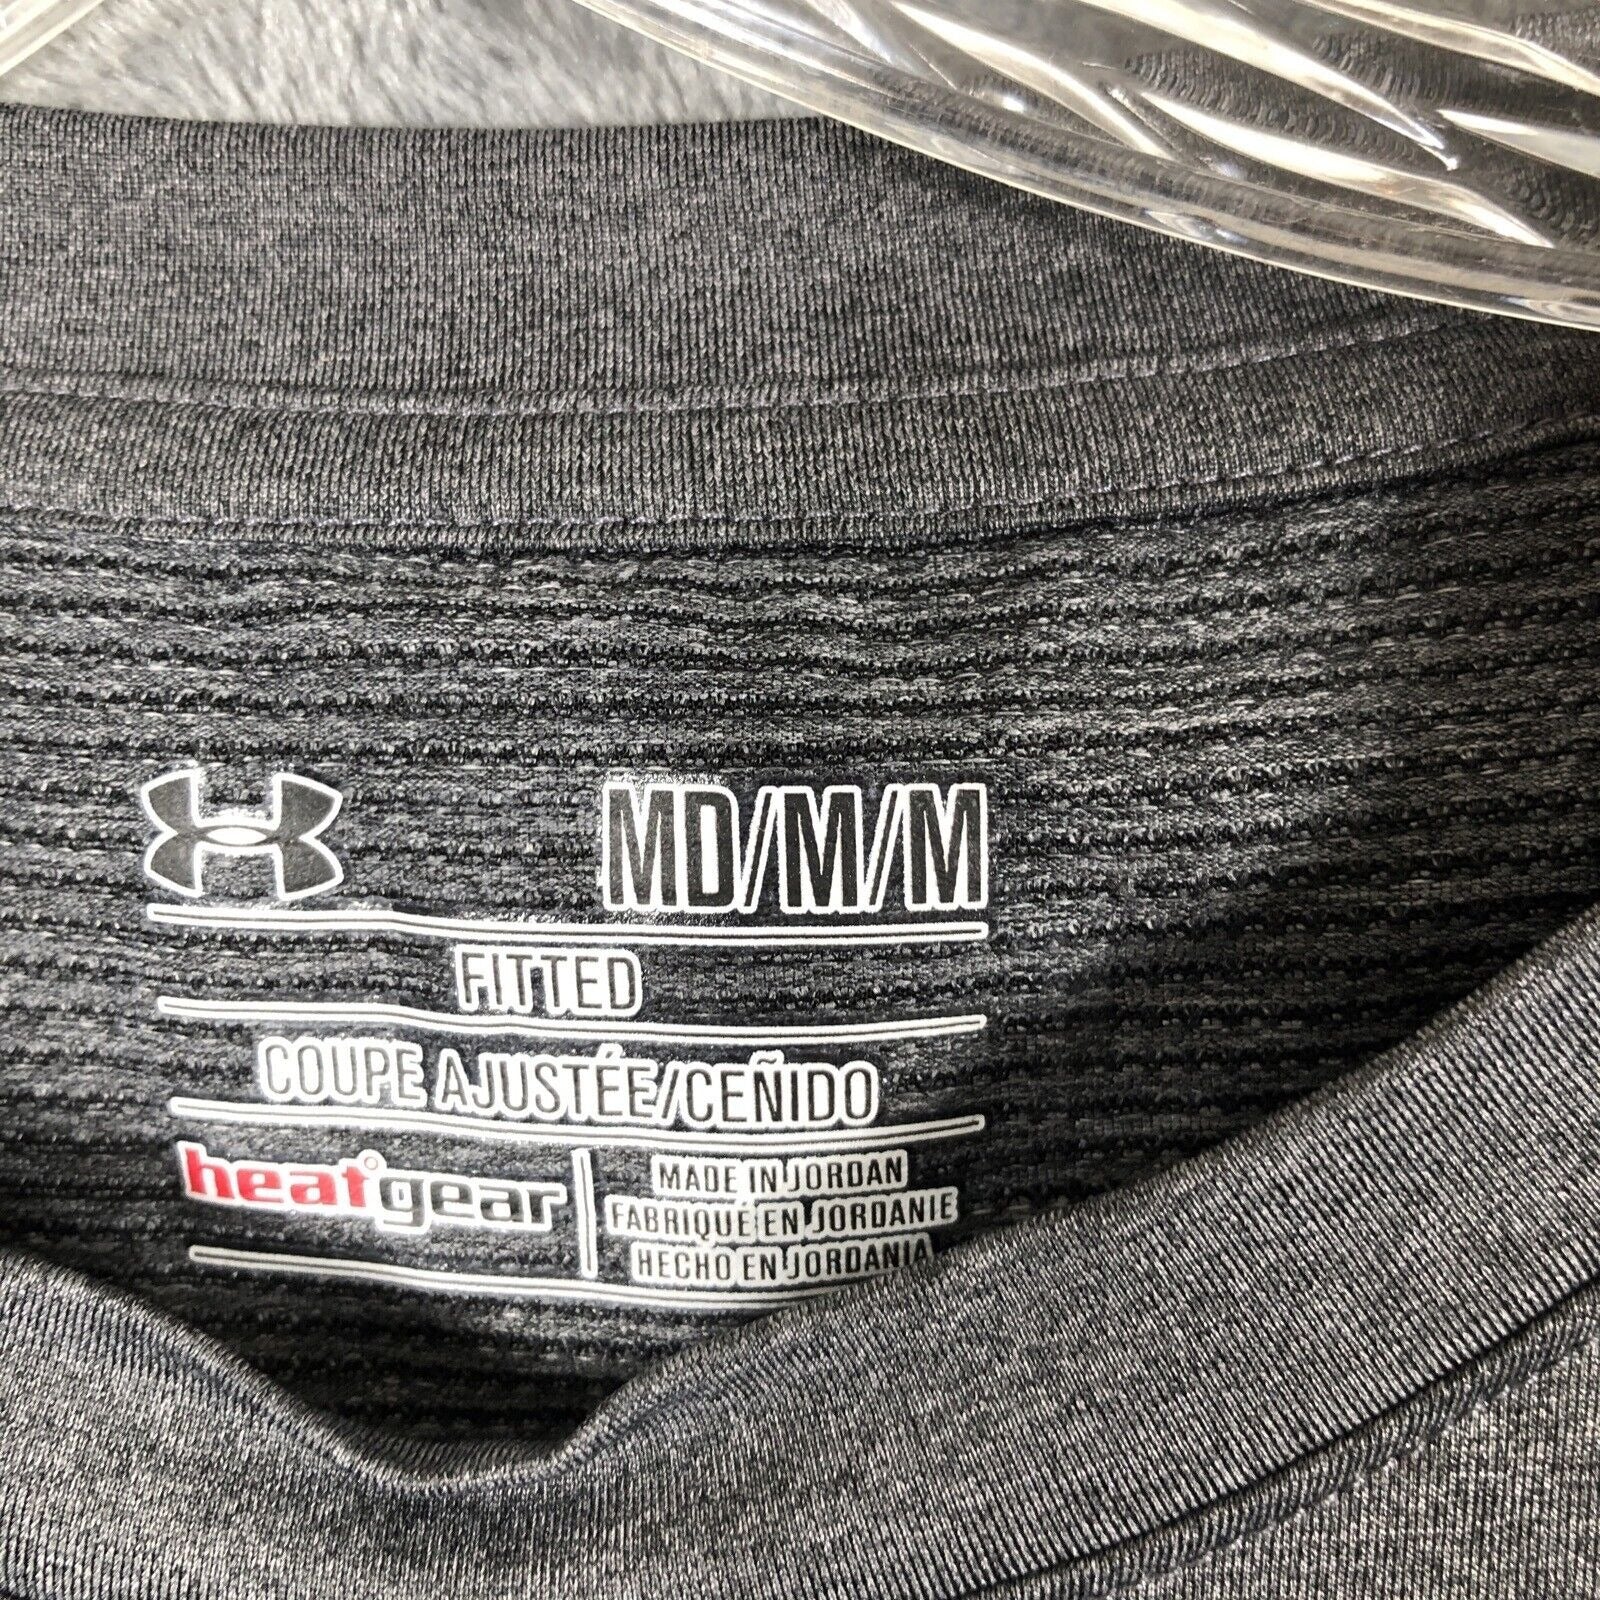 MD/M/M
FITTED
COUPE AJUSTÉE/CEÑIDO
heatgear
MADE IN JORDAN
FABRIQUÉ EN JORDANIE
HECHO EN JORDANIA